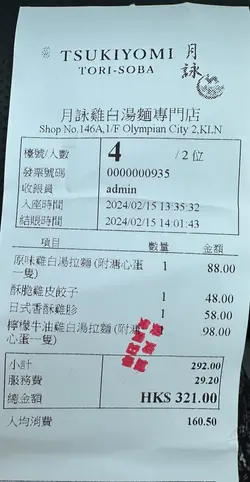 TSUKIYOMI 月詠
TORI-SOBA
月詠雞白湯麵專門店
Shop No.146A,1/F Olympian City 2,KLN
檯號/人數 4 / 2 位
發票號碼 0000000935
收銀員 admin
入座時間 2024/02/15 13:35:32
結賬時間 2024/02/15 14:01:43
項目 數量 金額
原味雞白湯拉麵 (附溏心蛋 1 88.00
一隻)
酥脆雞皮餃子 1 48.00
日式香酥雞膇 1 58.00
檸檬牛油雞白湯拉麵 (附溏 1 98.00
心蛋一隻)
小計 292.00
服務費 29.20
總金額 HK$ 321.00
人均消費 160.50